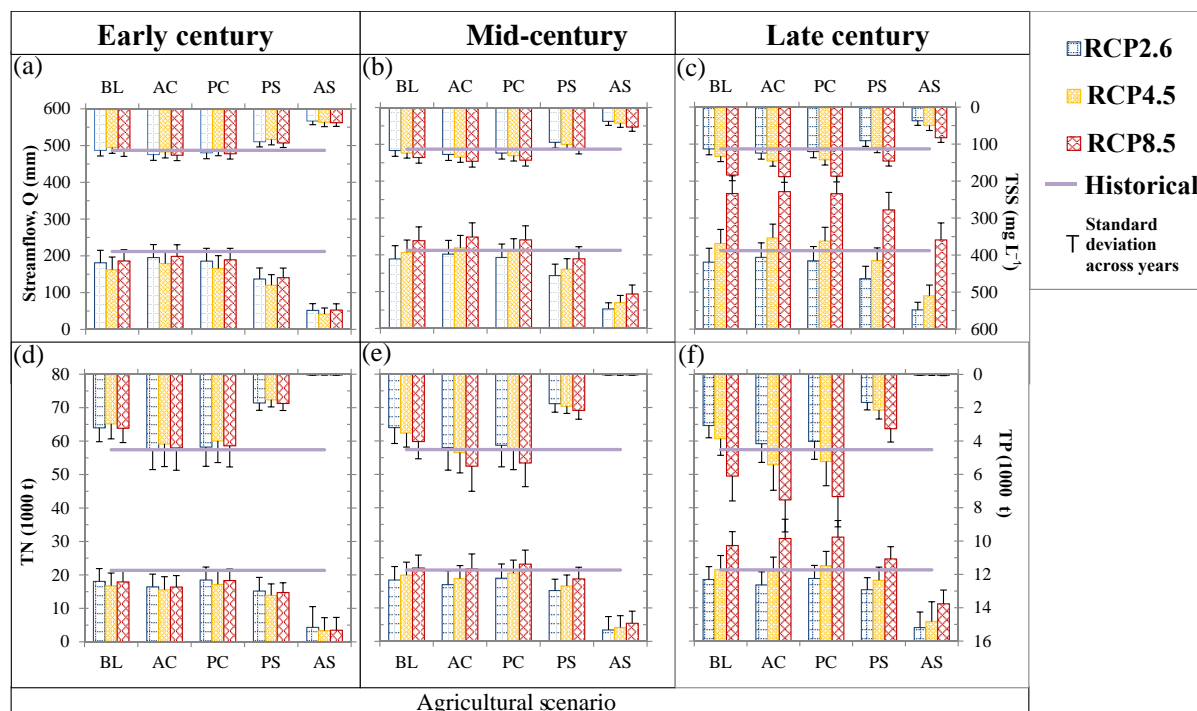 Early century
Mid-century
Late century
RCP2.6
RCP4.5
RCP8.5
Historical
Standard
deviation
across years
(a)
(b)
(c)
BL AC PC PS AS
BL AC PC PS AS
BL AC PC PS AS
Streamflow, Q (mm)
600
500
400
300
200
100
0
TSS (mg L⁻¹)
0
100
200
300
400
500
600
(d)
(e)
(f)
TN (1000 t)
80
70
60
50
40
30
20
10
0
TP (1000 t)
0
2
4
6
8
10
12
14
16
BL AC PC PS AS
BL AC PC PS AS
BL AC PC PS AS
Agricultural scenario